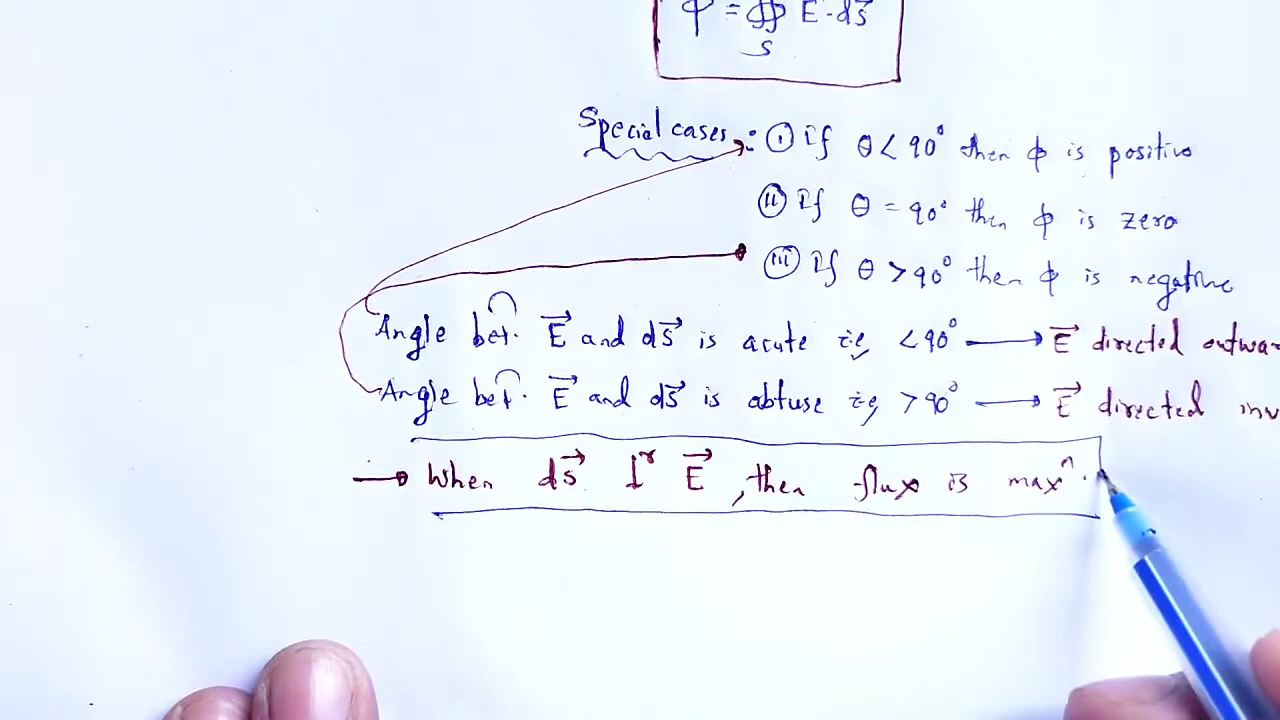 ϕ = ∯ E · ds⃗
S
Special cases : (i) if θ < 90° then ϕ is positive
(ii) if θ = 90° then ϕ is zero
(iii) if θ > 90° then ϕ is negative
Angle bet. E⃗ and ds⃗ is acute i.e, < 90° → E⃗ directed outwa
Angle bet. E⃗ and ds⃗ is obtuse i.e, > 90° → E⃗ directed inw
→ When ds⃗ ⊥r E⃗, then flux is maxm.